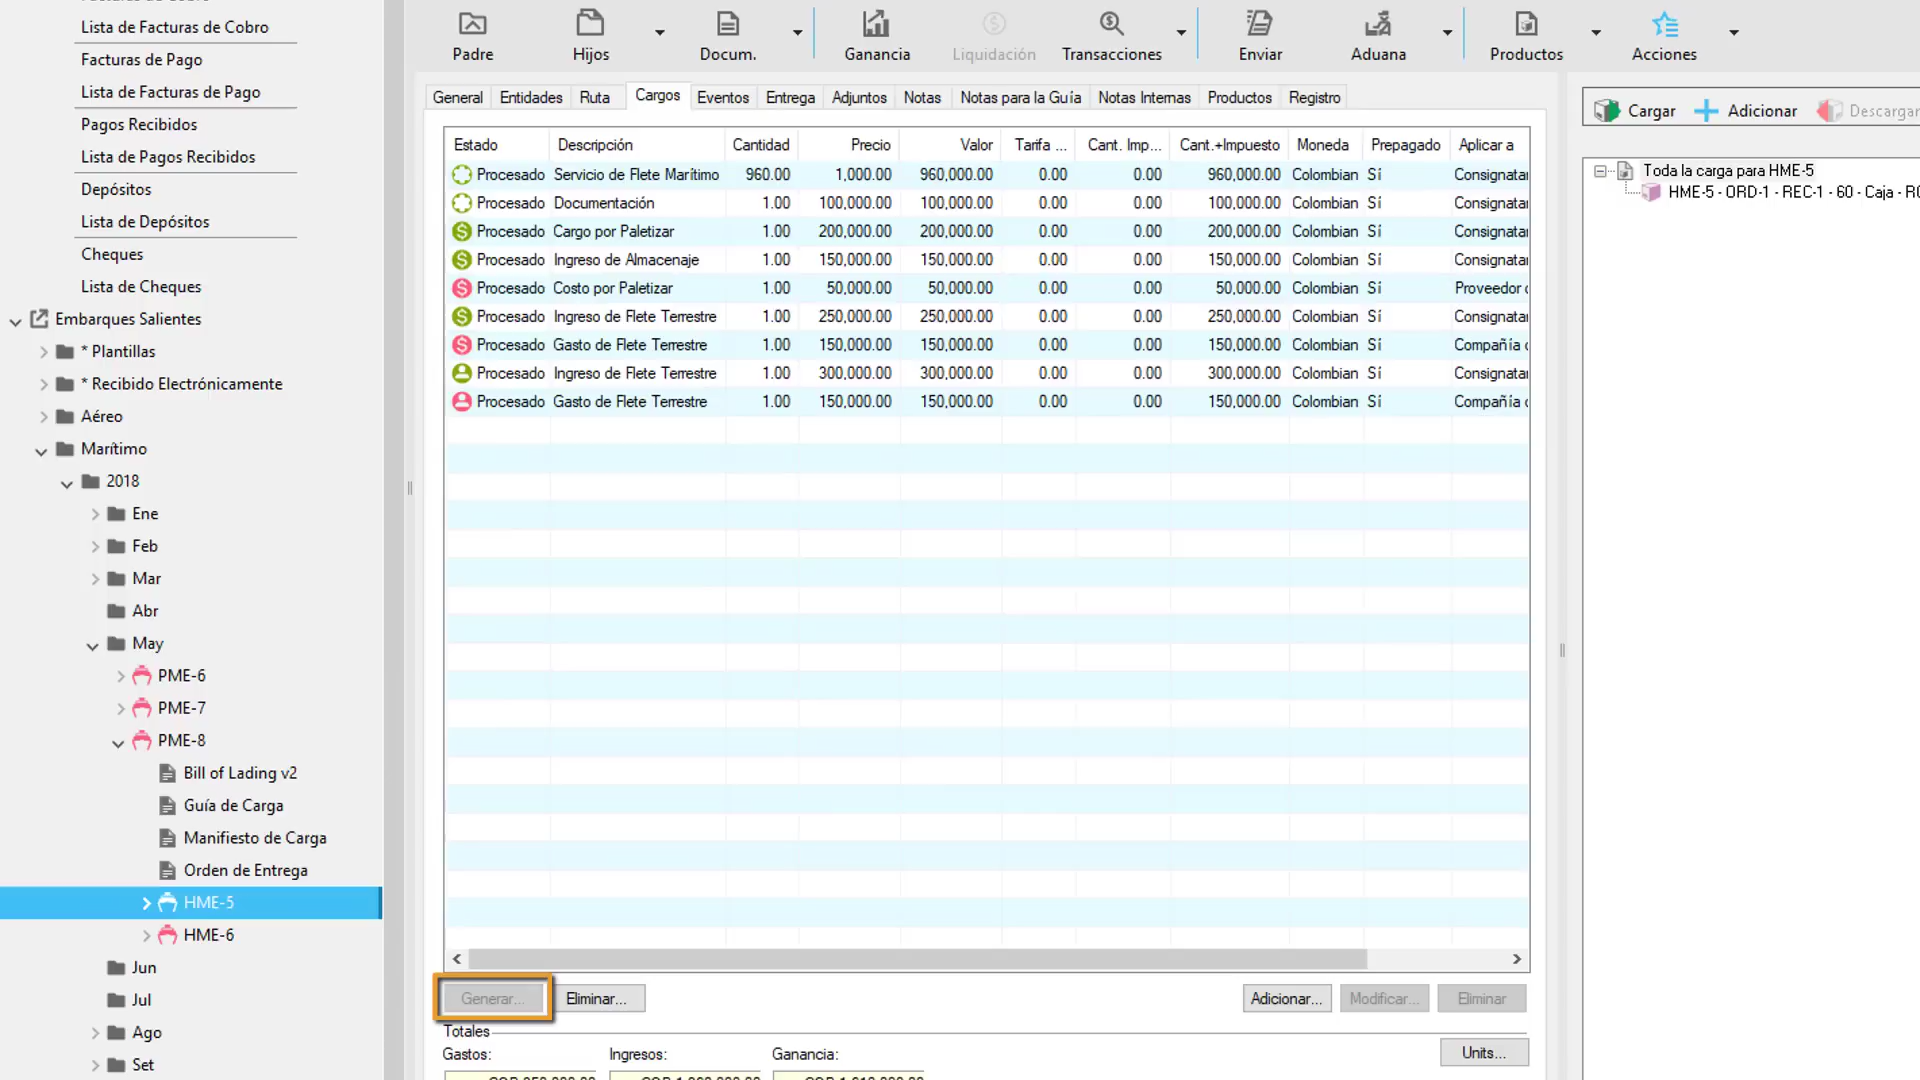 Lista de Facturas de Cobro
Facturas de Pago
Lista de Facturas de Pago
Pagos Recibidos
Lista de Pagos Recibidos
Depósitos
Lista de Depósitos
Cheques
Lista de Cheques
Embarques Salientes
* Plantillas
* Recibido Electrónicamente
Aéreo
Marítimo
2018
Ene
Feb
Mar
Abr
May
PME-6
PME-7
PME-8
Bill of Lading v2
Guía de Carga
Manifiesto de Carga
Orden de Entrega
HME-5
HME-6
Jun
Jul
Ago
Set
Padre Hijos Docum. Ganancia Liquidación Transacciones Enviar Aduana Productos Acciones
General Entidades Ruta Cargos Eventos Entrega Adjuntos Notas Notas para la Guía Notas Internas Productos Registro
Estado Descripción Cantidad Precio Valor Tarifa ... Cant. Imp... Cant.+Impuesto Moneda Prepagado Aplicar a
Procesado Servicio de Flete Marítimo 960.00 1,000.00 960,000.00 0.00 0.00 960,000.00 Colombian Sí Consignatar
Procesado Documentación 1.00 100,000.00 100,000.00 0.00 0.00 100,000.00 Colombian Sí Consignatar
Procesado Cargo por Paletizar 1.00 200,000.00 200,000.00 0.00 0.00 200,000.00 Colombian Sí Consignatar
Procesado Ingreso de Almacenaje 1.00 150,000.00 150,000.00 0.00 0.00 150,000.00 Colombian Sí Consignatar
Procesado Costo por Paletizar 1.00 50,000.00 50,000.00 0.00 0.00 50,000.00 Colombian Sí Proveedor
Procesado Ingreso de Flete Terrestre 1.00 250,000.00 250,000.00 0.00 0.00 250,000.00 Colombian Sí Consignatar
Procesado Gasto de Flete Terrestre 1.00 150,000.00 150,000.00 0.00 0.00 150,000.00 Colombian Sí Compañía
Procesado Ingreso de Flete Terrestre 1.00 300,000.00 300,000.00 0.00 0.00 300,000.00 Colombian Sí Consignatar
Procesado Gasto de Flete Terrestre 1.00 150,000.00 150,000.00 0.00 0.00 150,000.00 Colombian Sí Compañía
Generar... Eliminar... Adicionar... Modificar... Eliminar
Totales
Gastos: Ingresos: Ganancia:
Units...
Cargar Adicionar Descargar
Toda la carga para HME-5
HME-5 - ORD-1 - REC-1 - 60 - Caja -